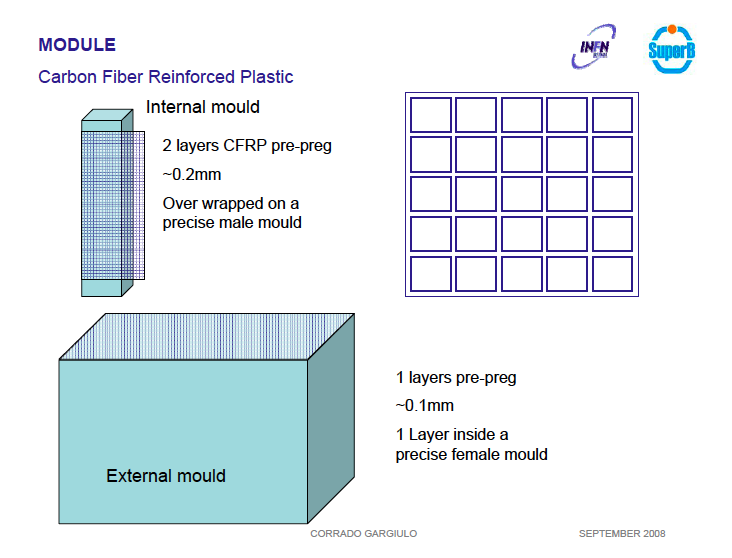 MODULE
INFN
SuperB
Carbon Fiber Reinforced Plastic
Internal mould
2 layers CFRP pre-preg
~0.2mm
Over wrapped on a
precise male mould
1 layers pre-preg
~0.1mm
1 Layer inside a
precise female mould
External mould
CORRADO GARGIULO
SEPTEMBER 2008